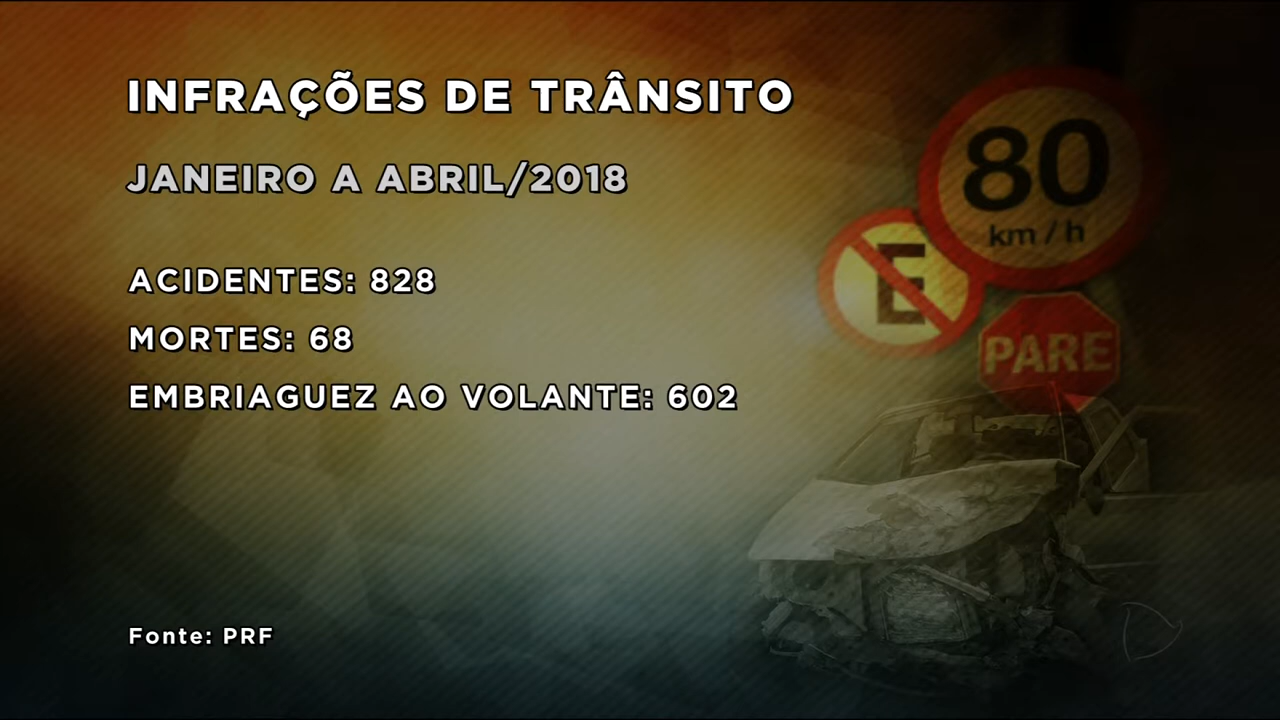 INFRAÇÕES DE TRÂNSITO
JANEIRO A ABRIL/2018
ACIDENTES: 828
MORTES: 68
EMBRIAGUEZ AO VOLANTE: 602
80
km/h
E
PARE
Fonte: PRF